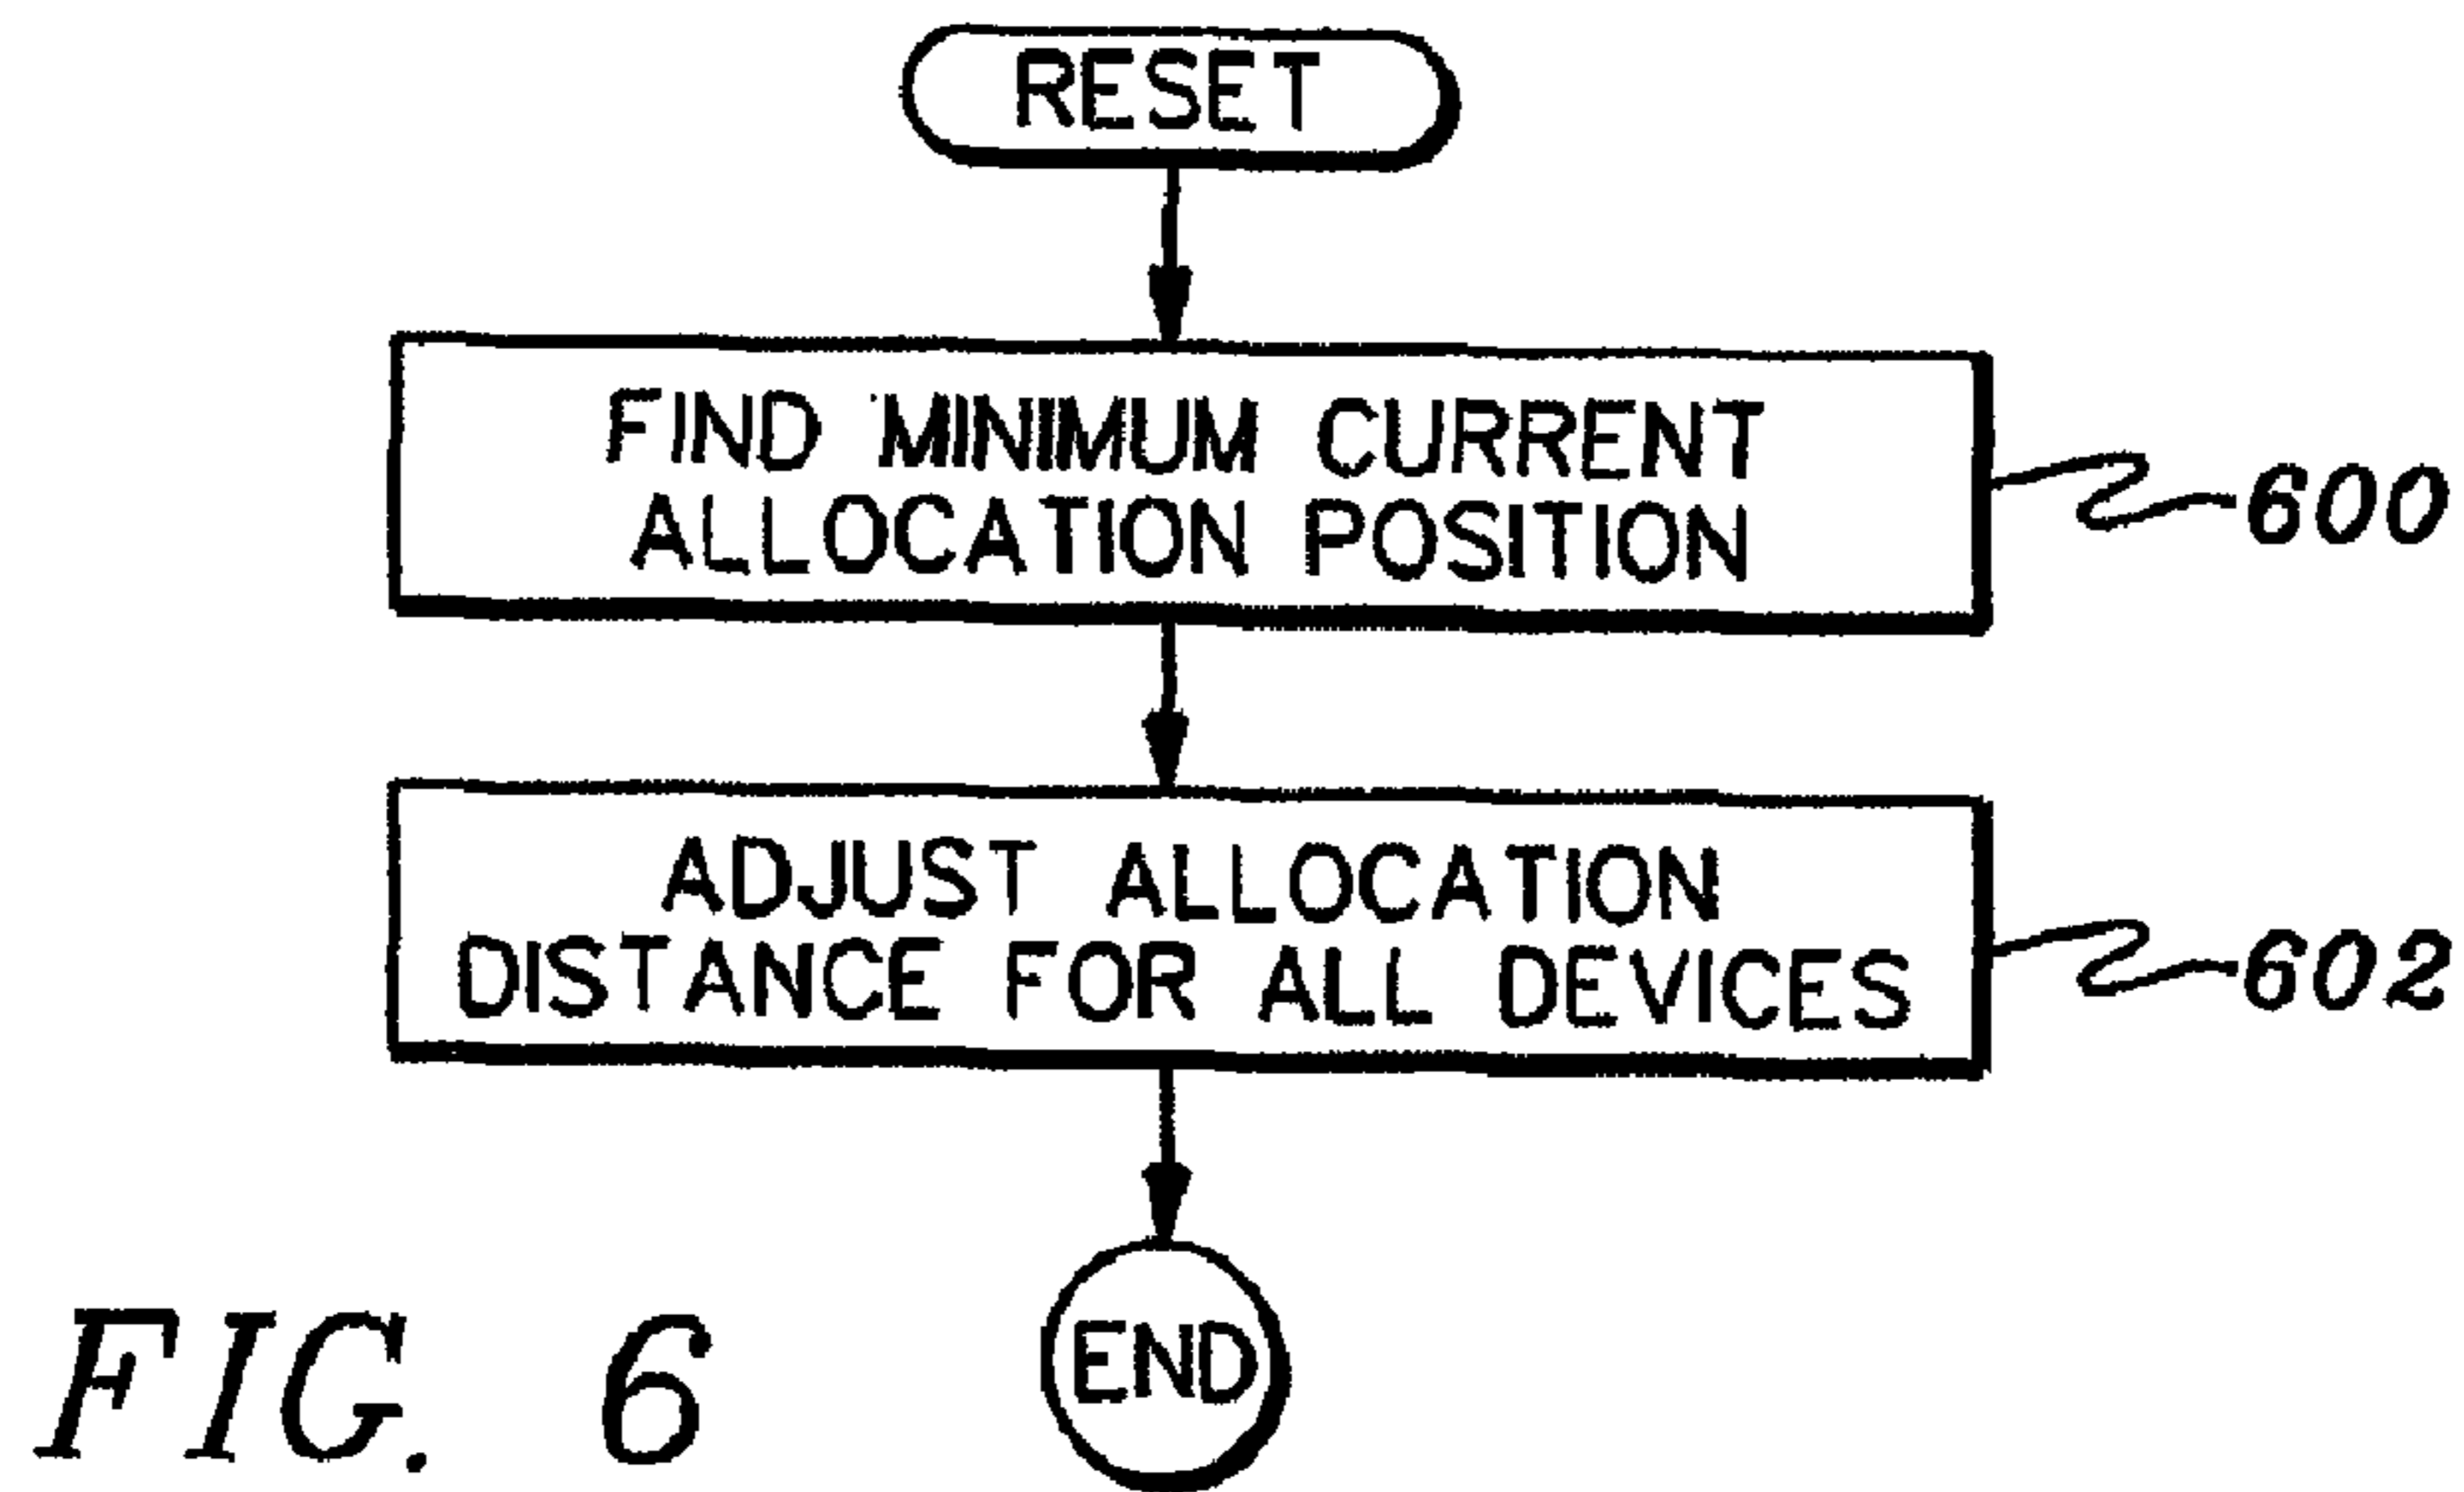 RESET
FIND MINIMUM CURRENT
ALLOCATION POSITION
600
ADJUST ALLOCATION
DISTANCE FOR ALL DEVICES
602
END
FIG. 6